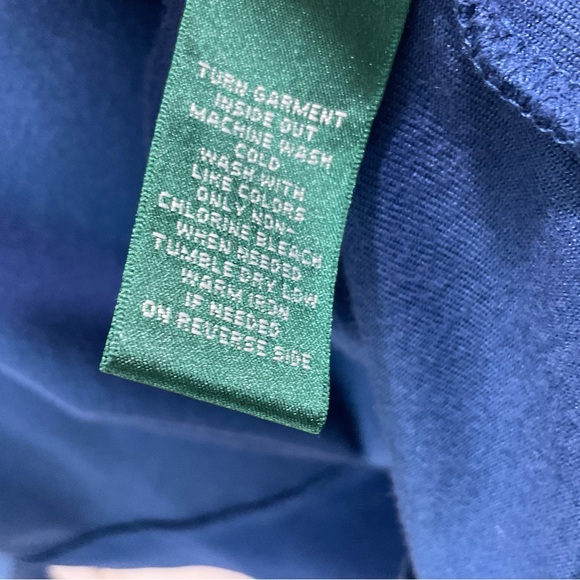 TURN GARMENT
INSIDE OUT
MACHINE WASH
COLD
WASH WITH
LIKE COLORS
ONLY NON-
CHLORINE BLEACH
WHEN NEEDED
TUMBLE DRY LOW
WARM IRON
IF NEEDED
ON REVERSE SIDE